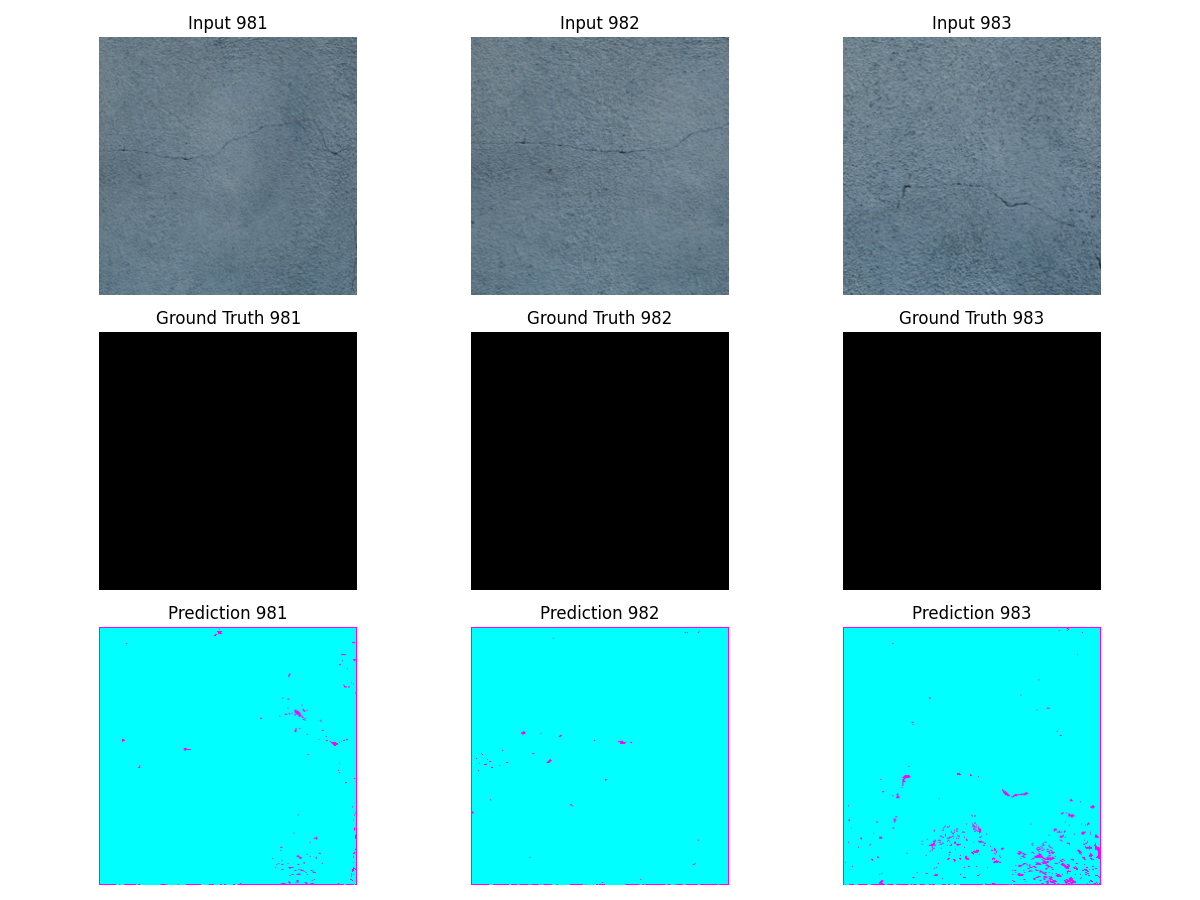 Input 981
Input 982
Input 983
Ground Truth 981
Ground Truth 982
Ground Truth 983
Prediction 981
Prediction 982
Prediction 983